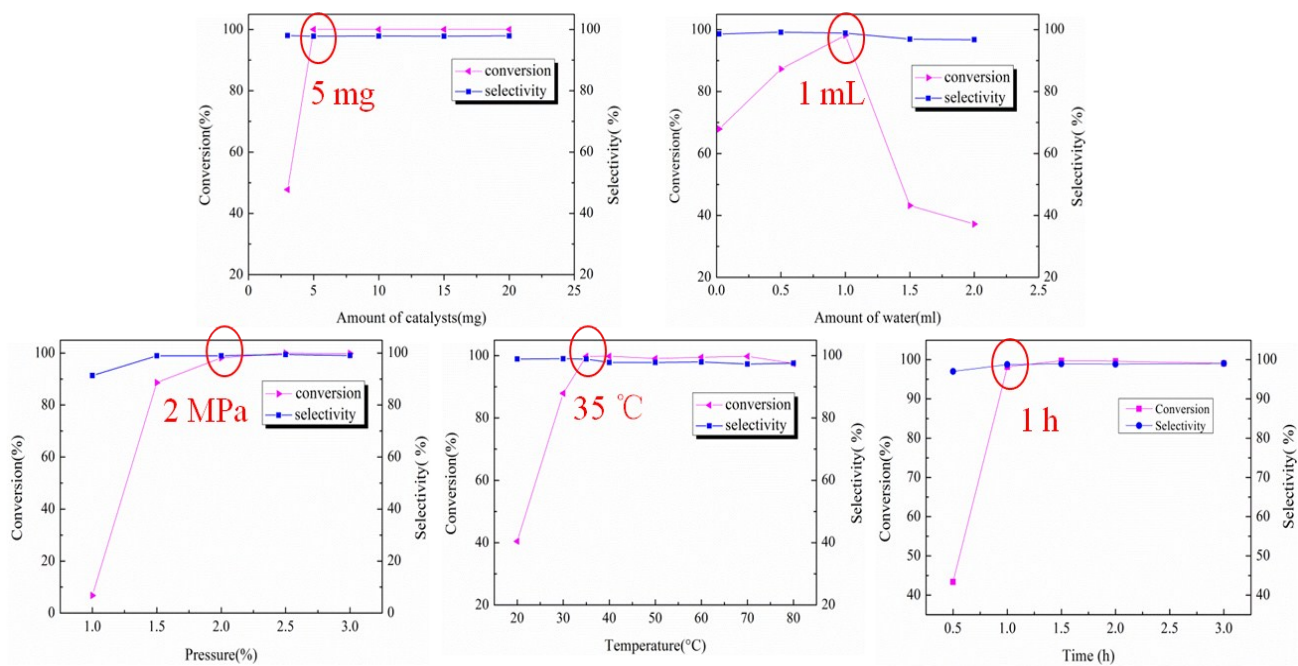 100
80
60
40
20
Conversion(%)
conversion
selectivity
5 mg
100
80
60
40
20
Selectivity( %)
0 5 10 15 20 25
Amount of catalysts(mg)
100
80
60
40
20
Conversion(%)
conversion
selectivity
1 mL
100
80
60
40
20
Selectivity( %)
0.0 0.5 1.0 1.5 2.0 2.5
Amount of water(ml)
100
80
60
40
20
0
Conversion(%)
conversion
selectivity
2 MPa
100
80
60
40
20
0
Selectivity( %)
1.0 1.5 2.0 2.5 3.0
Pressure(%)
100
80
60
40
20
Conversion(%)
conversion
selectivity
35 ℃
100
80
60
40
20
Selectivity( %)
20 30 40 50 60 70 80
Temperature(°C)
100
90
80
70
60
50
40
Conversion(%)
Conversion
Selectivity
1 h
100
90
80
70
60
50
40
Selectivity( %)
0.5 1.0 1.5 2.0 2.5 3.0
Time (h)